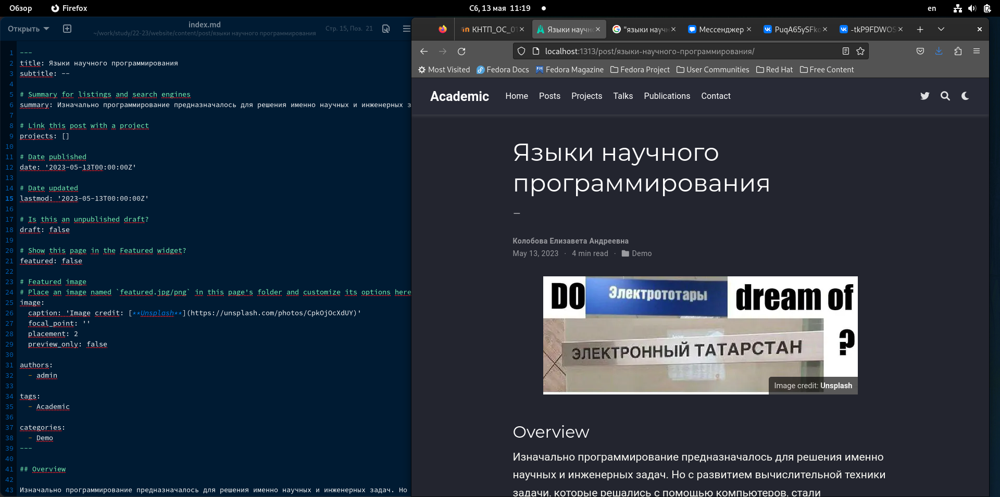 Обзор
Firefox
Сб, 13 мая 11:19
en
Открыть
index.md
~/work/study/22-23/website/content/post/языки научного программирования
Стр. 15, Поз. 21
1 ---
2 title: Языки научного программирования
3 subtitle: --
4
5 # Summary for listings and search engines
6 summary: Изначально программирование предназначалось для решения именно научных и инженерных з
7
8 # Link this post with a project
9 projects: []
10
11 # Date published
12 date: '2023-05-13T00:00:00Z'
13
14 # Date updated
15 lastmod: '2023-05-13T00:00:00Z'
16
17 # Is this an unpublished draft?
18 draft: false
19
20 # Show this page in the Featured widget?
21 featured: false
22
23 # Featured image
24 # Place an image named `featured.jpg/png` in this page's folder and customize its options here
25 image:
26 caption: 'Image credit: [**Unsplash**](https://unsplash.com/photos/CpkOjOcXdUY)'
27 focal_point: ''
28 placement: 2
29 preview_only: false
30
31 authors:
32 - admin
33
34 tags:
35 - Academic
36
37 categories:
38 - Demo
39 ---
40
41 ## Overview
42
43 Изначально программирование предназначалось для решения именно научных и инженерных задач. Но
КНТП_ОС_01
Языки научн
"языки научн
Мессенджер
PuqA65ySFko
-tkP9FDWOS
localhost:1313/post/языки-научного-программирования/
Most Visited
Fedora Docs
Fedora Magazine
Fedora Project
User Communities
Red Hat
Free Content
Academic
Home
Posts
Projects
Talks
Publications
Contact
Языки научного
программирования
–
Колобова Елизавета Андреевна
May 13, 2023 · 4 min read · Demo
DO Электрототары dream of
ЭЛЕКТРОННЫЙ ТАТАРСТАН ?
Image credit: Unsplash
Overview
Изначально программирование предназначалось для решения именно
научных и инженерных задач. Но с развитием вычислительной техники
задачи, которые решались с помощью компьютеров, стали